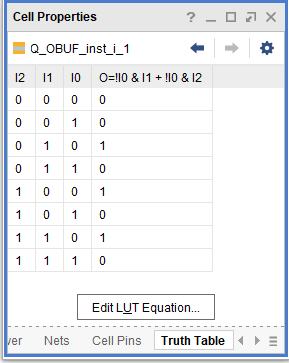 Cell Properties
Q_OBUF_inst_i_1
I2 I1 I0 O=!I0 & I1 + !I0 & I2
0 0 0 0
0 0 1 0
0 1 0 1
0 1 1 0
1 0 0 1
1 0 1 0
1 1 0 1
1 1 1 0
Edit LUT Equation...
ver Nets Cell Pins Truth Table